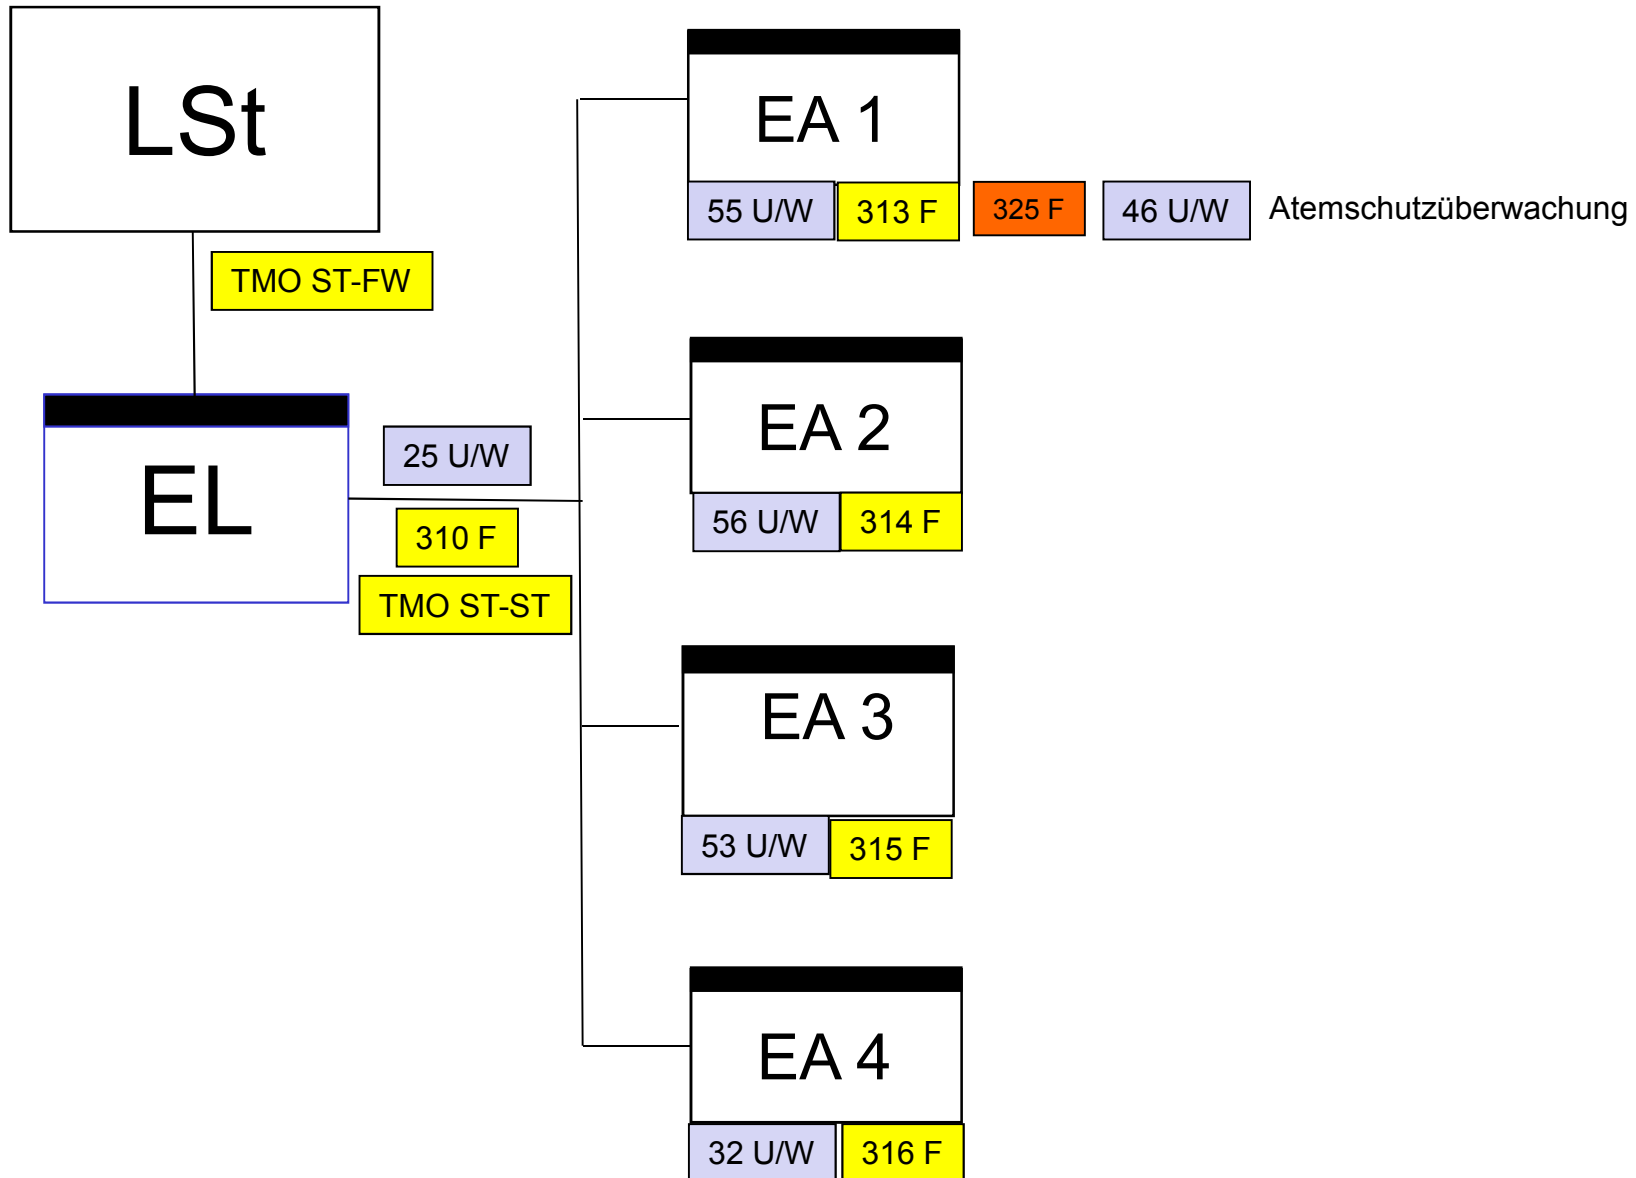 LSt
TMO ST-FW
EL
25 U/W
310 F
TMO ST-ST
EA 1
55 U/W 313 F 325 F 46 U/W Atemschutzüberwachung
EA 2
56 U/W 314 F
EA 3
53 U/W 315 F
EA 4
32 U/W 316 F